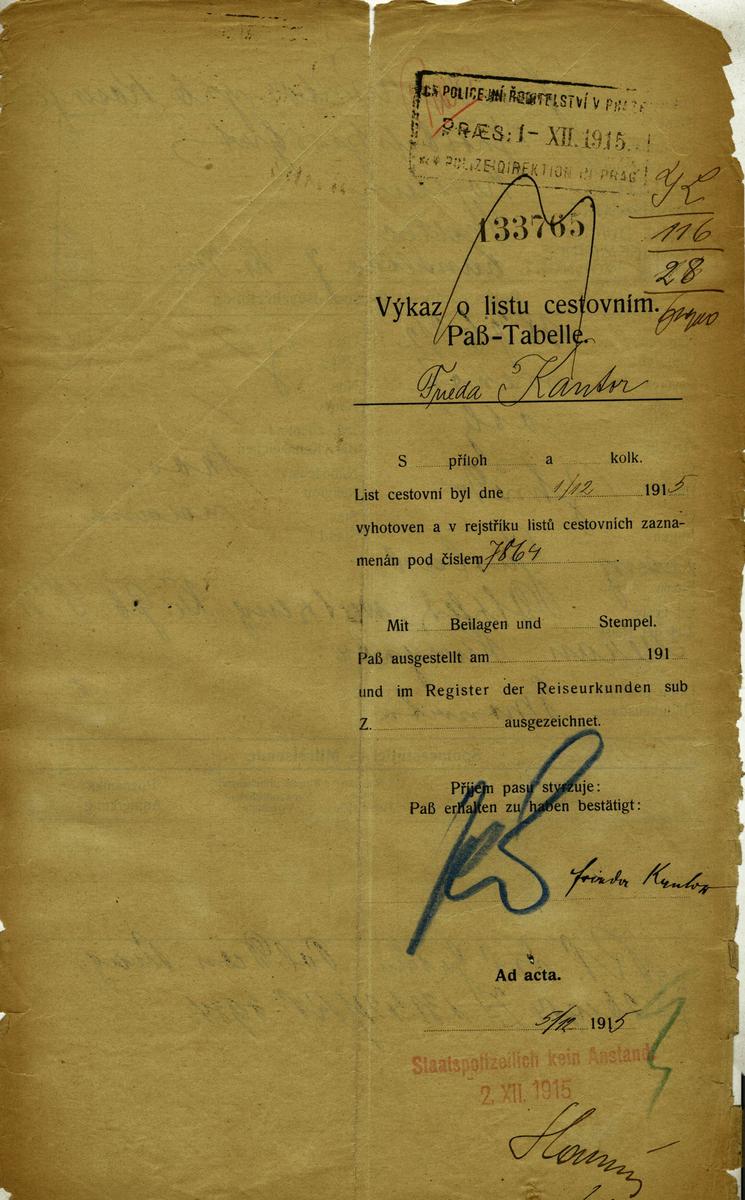 C.K. POLICEJNÍ ŘEDITELSTVÍ V PRAZE
PRÆS: 1- XII. 1915.
K.K. POLIZEIDIREKTION IN PRAG
133765
116
28
Výkaz o listu cestovním.
Paß-Tabelle.
Frieda Kantor
S příloh a kolk.
List cestovní byl dne 1/12 1915
vyhotoven a v rejstříku listů cestovních zazna-
menán pod číslem 7864
Mit Beilagen und Stempel.
Paß ausgestellt am 191
und im Register der Reiseurkunden sub
Z. ausgezeichnet.
Příjem pasu stvrzuje:
Paß erhalten zu haben bestätigt:
Frieda Kantor
Ad acta.
5/12 1915
Staatspolizeilich kein Anstand.
2. XII. 1915